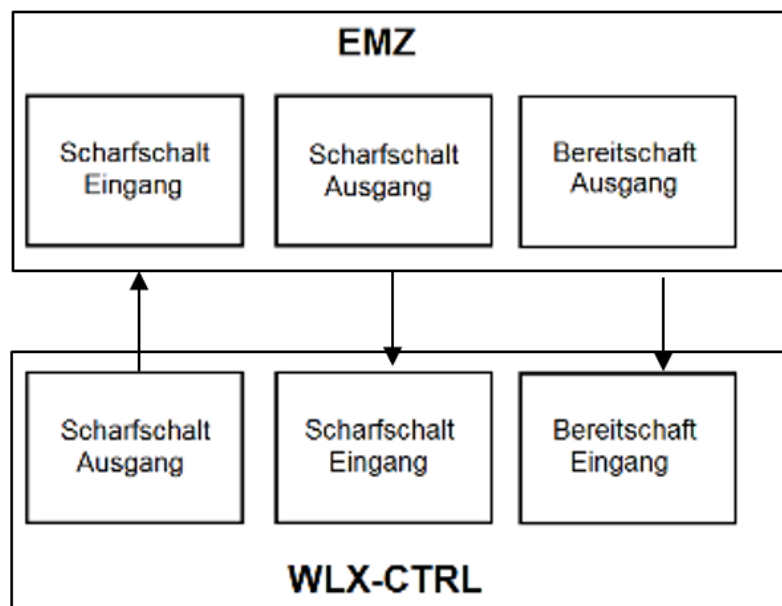 EMZ
Scharfschalt
Eingang
Scharfschalt
Ausgang
Bereitschaft
Ausgang
Scharfschalt
Ausgang
Scharfschalt
Eingang
Bereitschaft
Eingang
WLX-CTRL